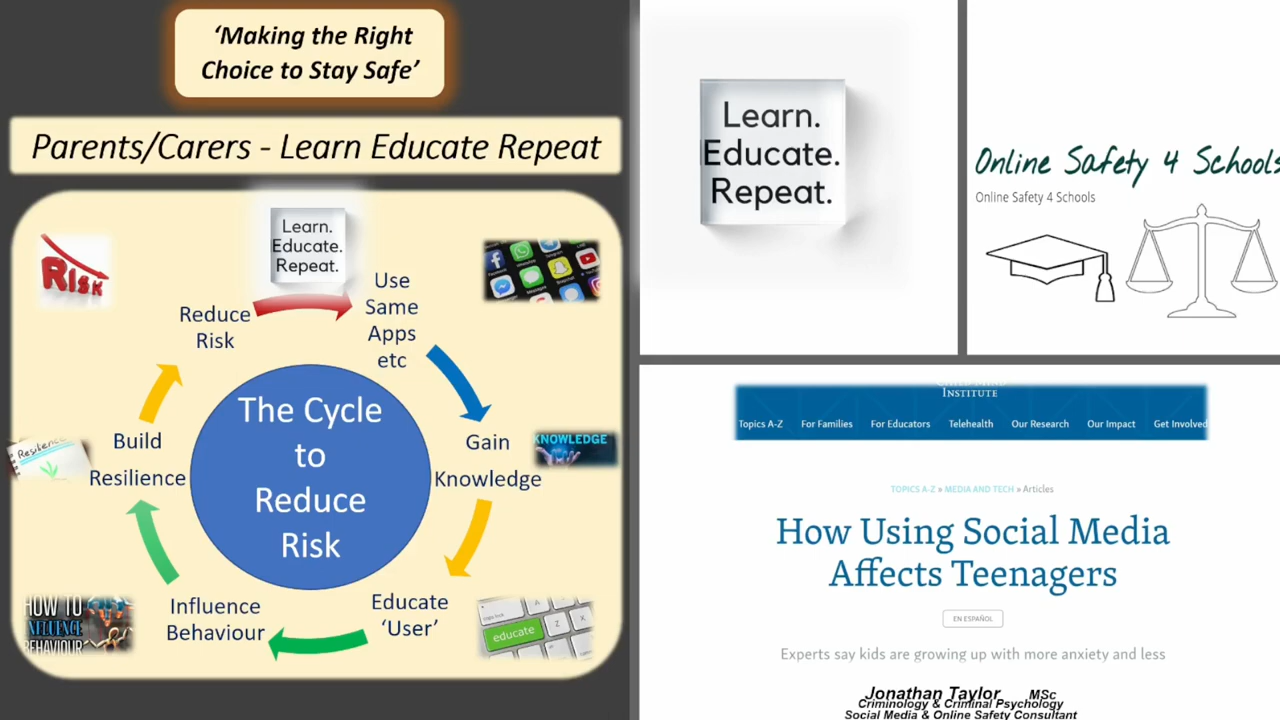 ‘Making the Right
Choice to Stay Safe’
Parents/Carers - Learn Educate Repeat
RISK
Learn.
Educate.
Repeat.
Reduce
Risk
Use
Same
Apps
etc
Build
Resilience
Resilience
The Cycle
to
Reduce
Risk
Gain
Knowledge
KNOWLEDGE
HOW TO
INFLUENCE
BEHAVIOUR
Influence
Behaviour
Educate
‘User’
educate
A
Z
X
Learn.
Educate.
Repeat.
Online Safety 4 Schools
Online Safety 4 Schools
INSTITUTE
Topics A-Z For Families For Educators Telehealth Our Research Our Impact Get Involved
TOPICS A-Z » MEDIA AND TECH » Articles
How Using Social Media
Affects Teenagers
EN ESPAÑOL
Experts say kids are growing up with more anxiety and less
Jonathan Taylor MSc
Criminology & Criminal Psychology
Social Media & Online Safety Consultant